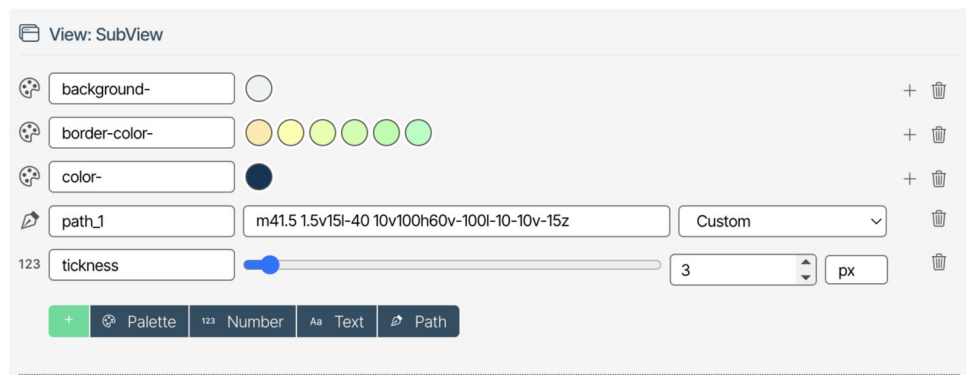 View: SubView
background-
border-color-
color-
path_1 m41.5 1.5v15l-40 10v100h60v-100l-10-10v-15z Custom
123 tickness 3 px
+ Palette 123 Number Aa Text Path